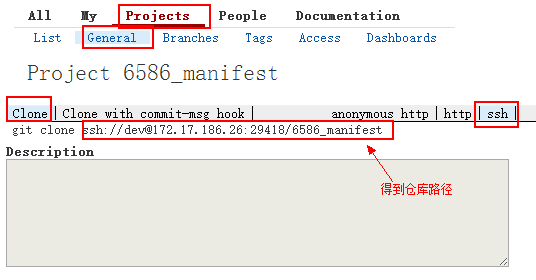 All My Projects People Documentation
List General Branches Tags Access Dashboards
Project 6586_manifest
Clone | Clone with commit-msg hook | anonymous http | http | ssh
git clone ssh://dev@172.17.186.26:29418/6586_manifest
Description
得到仓库路径